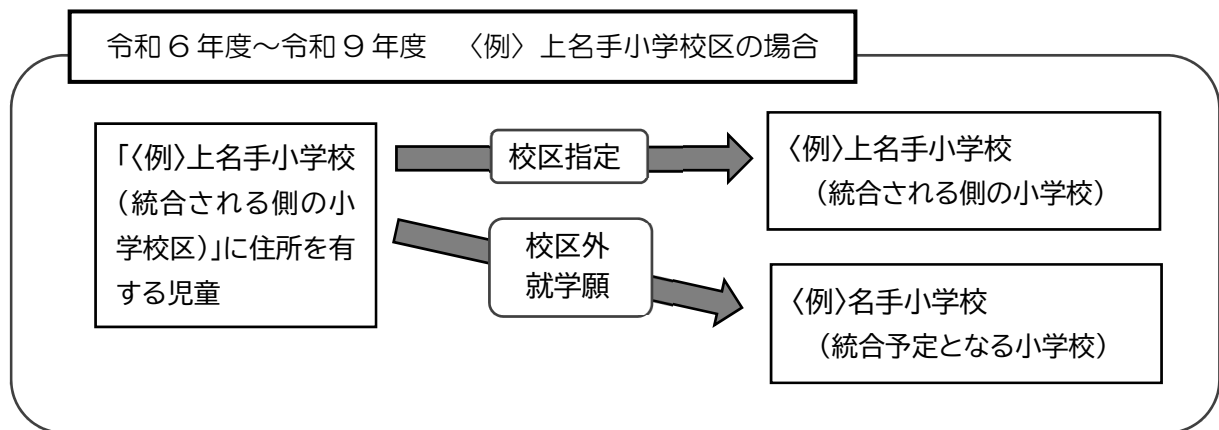 令和６年度～令和９年度　〈例〉上名手小学校区の場合
「〈例〉上名手小学校
（統合される側の小
学校区）」に住所を有
する児童
校区指定
校区外
就学願
〈例〉上名手小学校
（統合される側の小学校）
〈例〉名手小学校
（統合予定となる小学校）